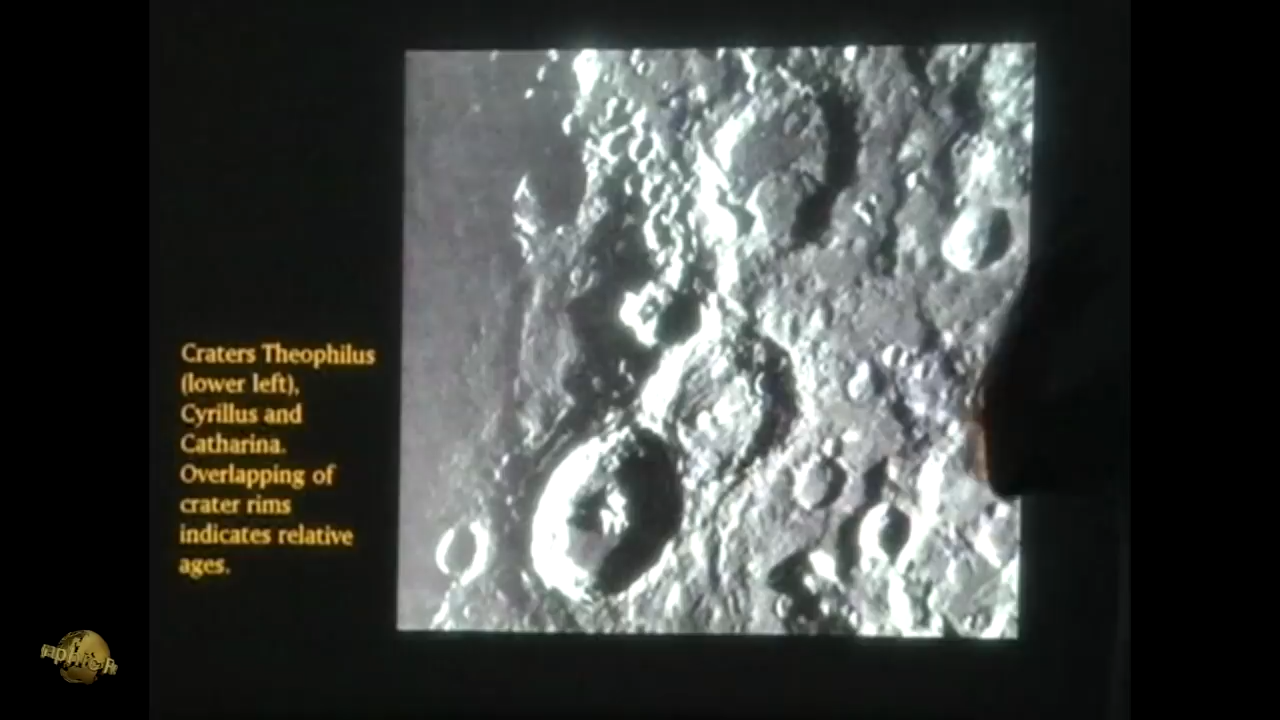 Craters Theophilus
(lower left),
Cyrillus and
Catharina.
Overlapping of
crater rims
indicates relative
ages.